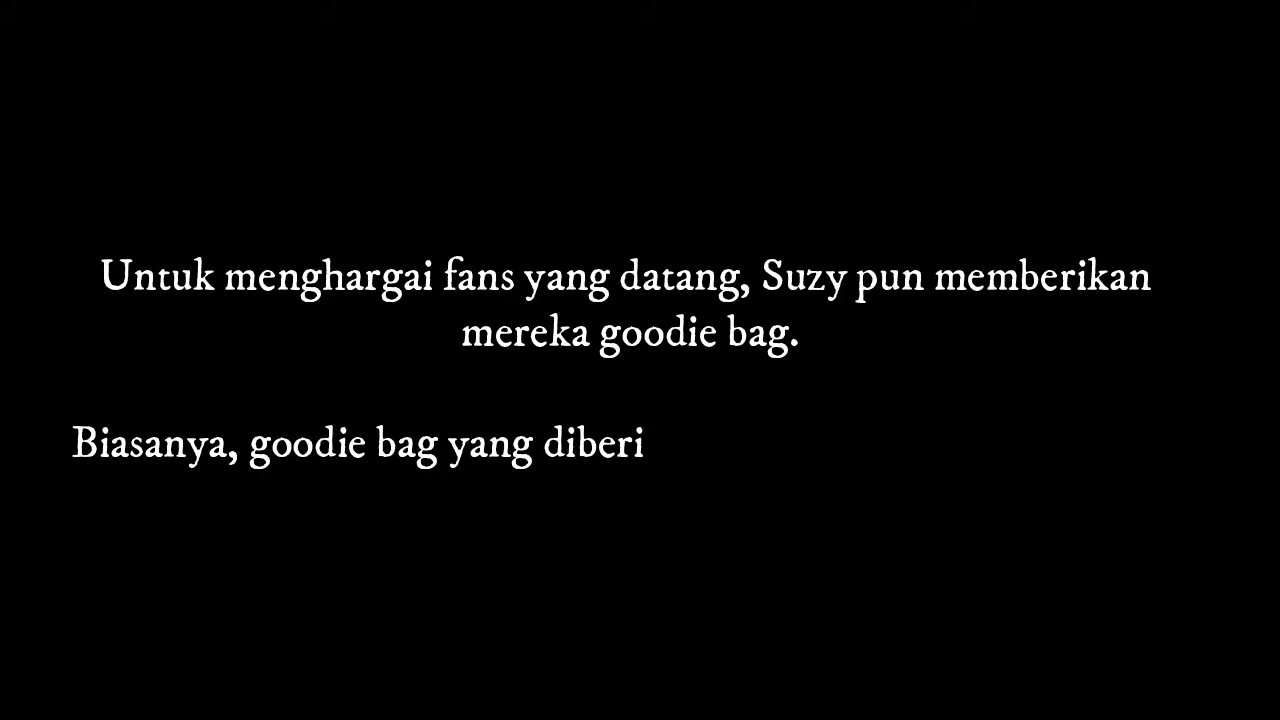 Untuk menghargai fans yang datang, Suzy pun memberikan
mereka goodie bag.
Biasanya, goodie bag yang diberi